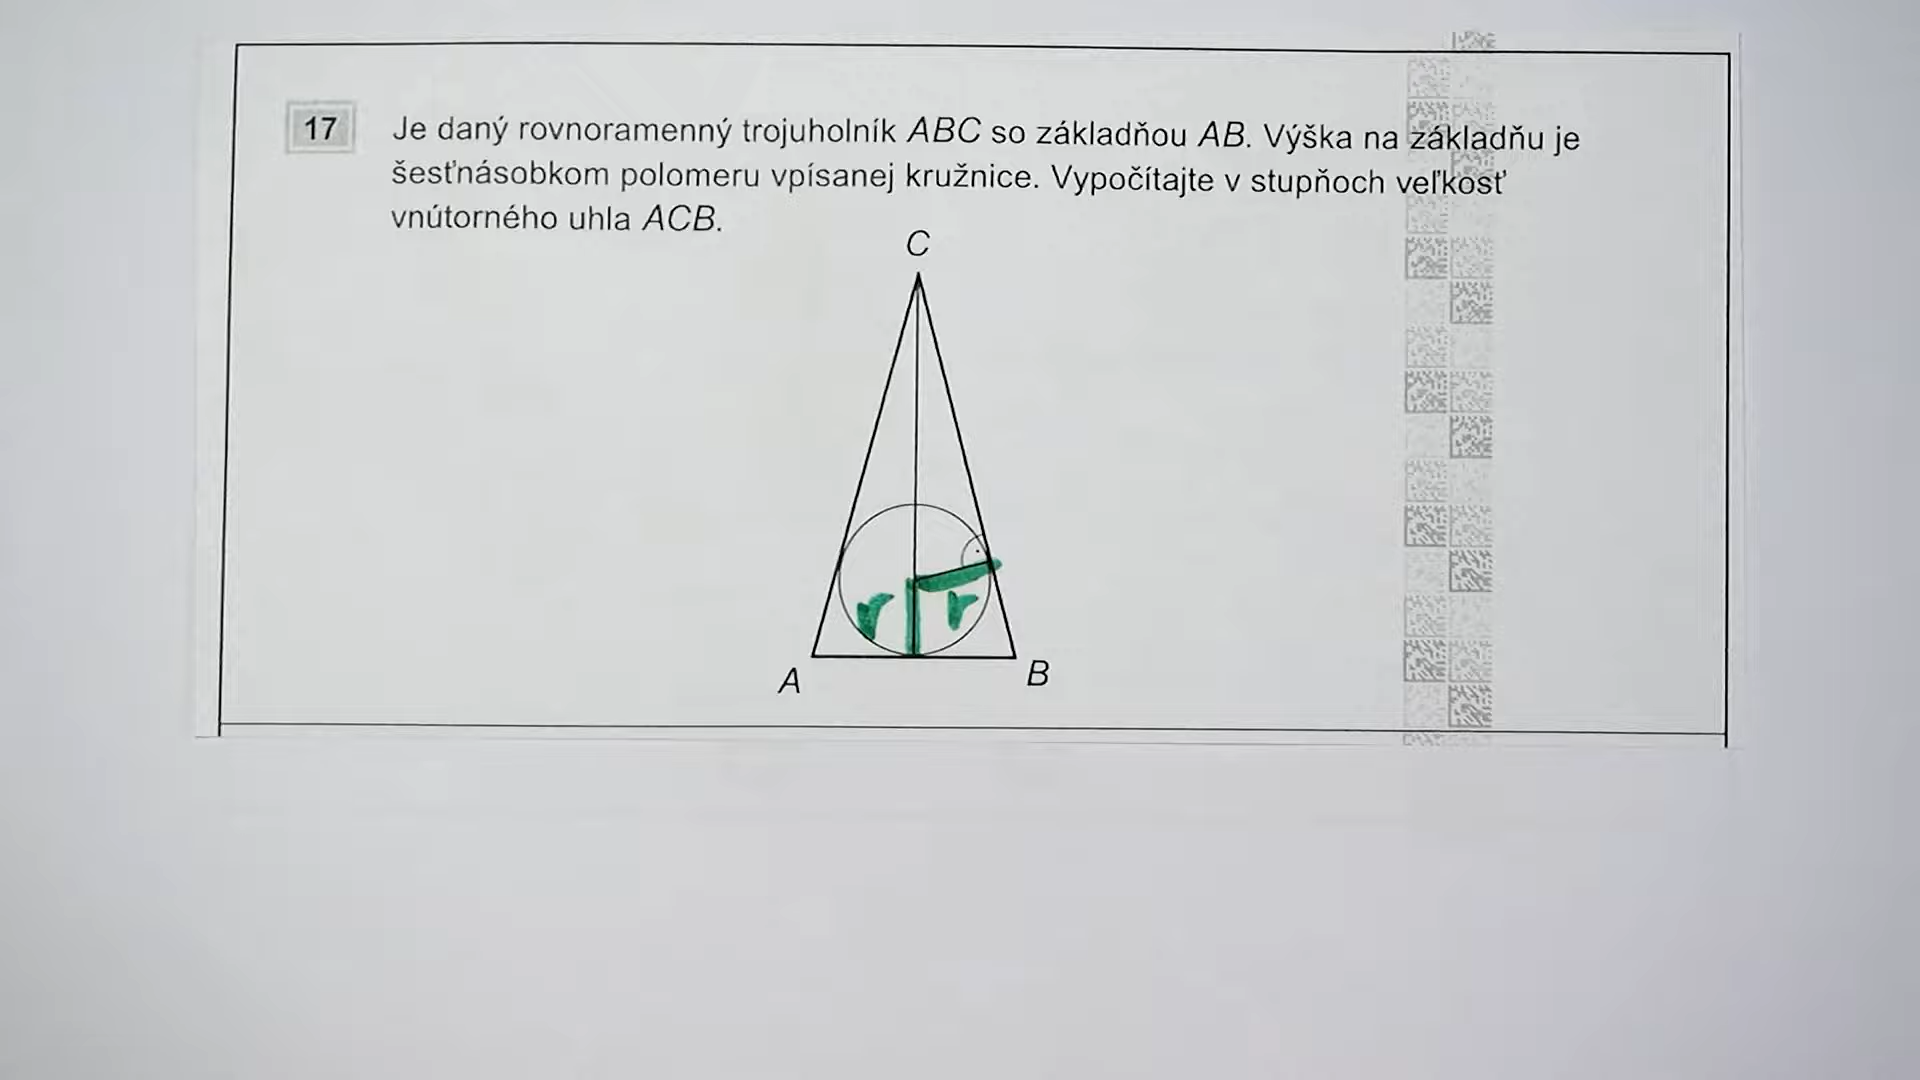 17
Je daný rovnoramenný trojuholník ABC so základňou AB. Výška na základňu je
šesťnásobkom polomeru vpísanej kružnice. Vypočítajte v stupňoch veľkosť
vnútorného uhla ACB.
C
r r
A B